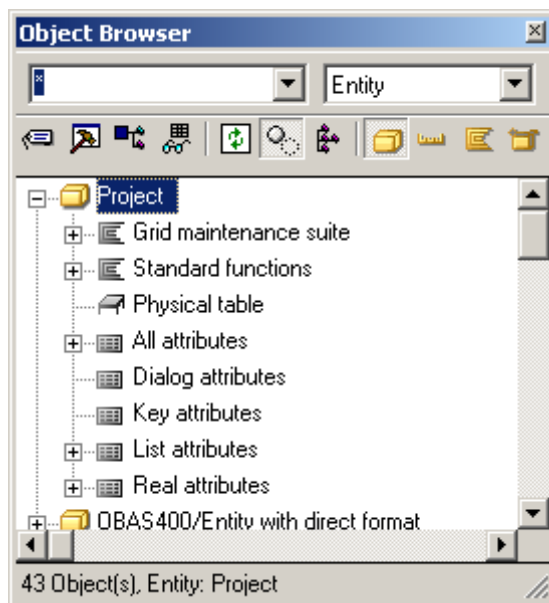 Object Browser
* Entity
Project
Grid maintenance suite
Standard functions
Physical table
All attributes
Dialog attributes
Key attributes
List attributes
Real attributes
OBAS400/Entity with direct format
43 Object(s), Entity: Project